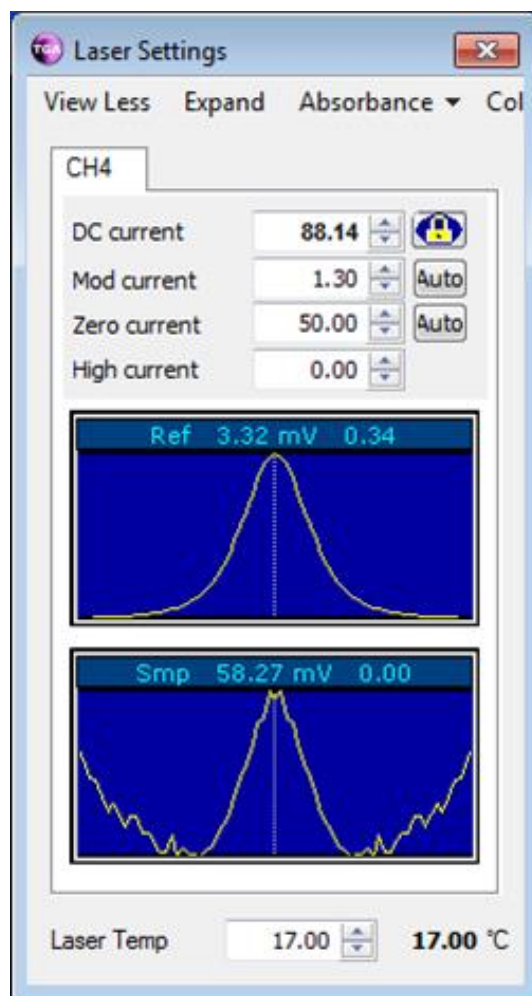 TGA Laser Settings
View Less Expand Absorbance Col
CH4
DC current 88.14
Mod current 1.30 Auto
Zero current 50.00 Auto
High current 0.00
Ref 3.32 mV 0.34
Smp 58.27 mV 0.00
Laser Temp 17.00 17.00 °C